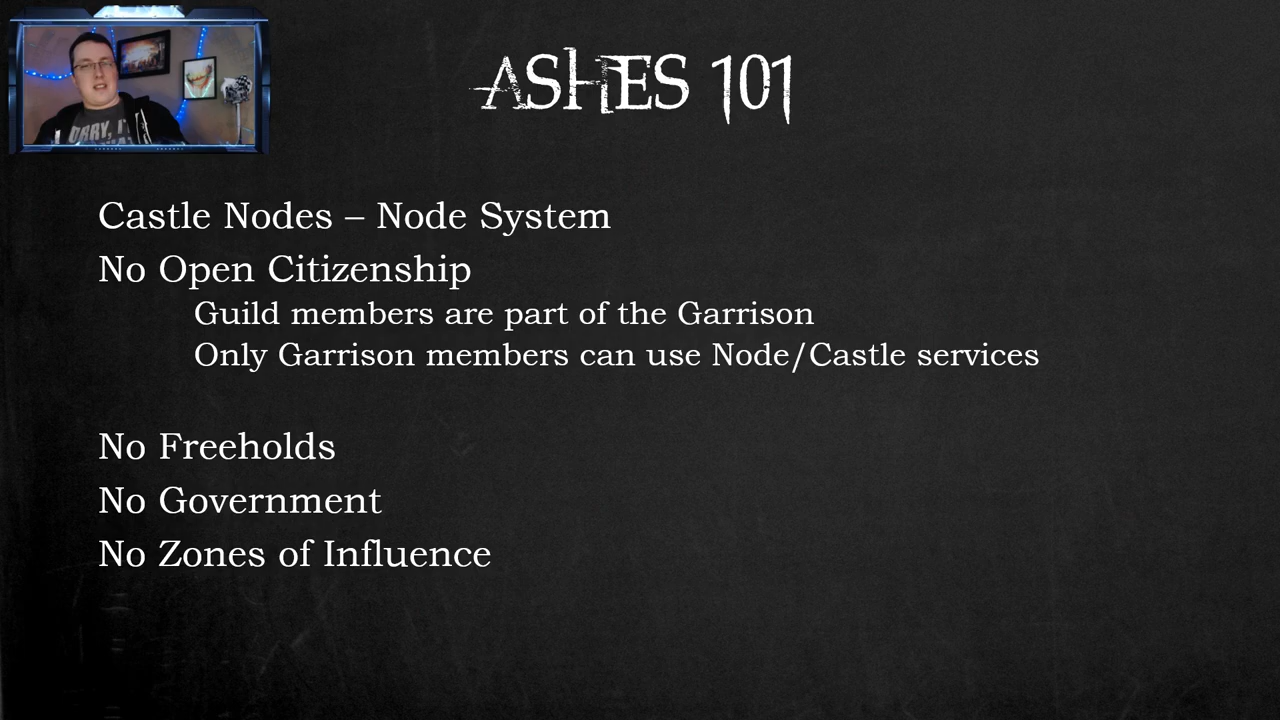 ASHES 101
Castle Nodes – Node System
No Open Citizenship
Guild members are part of the Garrison
Only Garrison members can use Node/Castle services
No Freeholds
No Government
No Zones of Influence